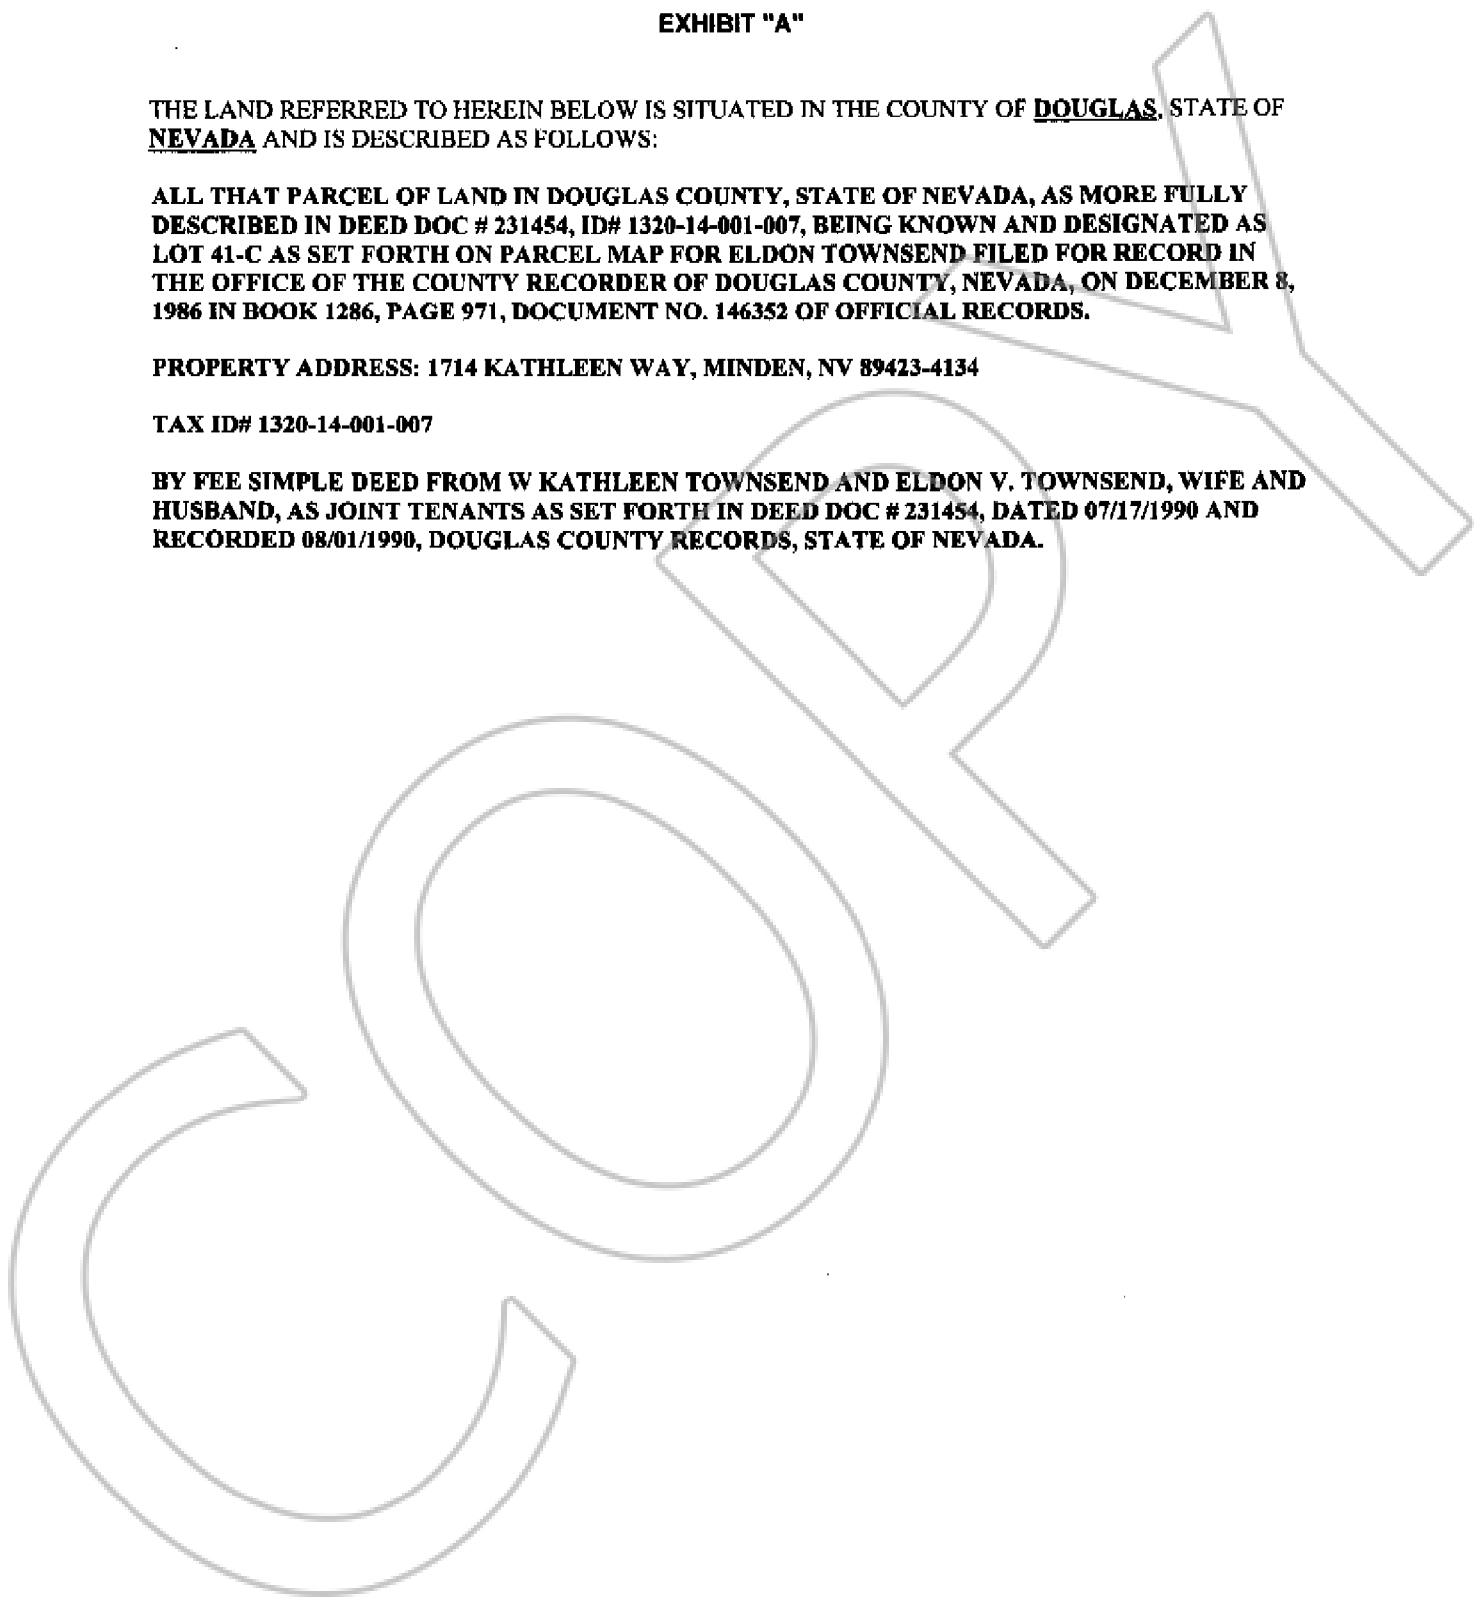 EXHIBIT "A"
THE LAND REFERRED TO HEREIN BELOW IS SITUATED IN THE COUNTY OF DOUGLAS, STATE OF
NEVADA AND IS DESCRIBED AS FOLLOWS:
ALL THAT PARCEL OF LAND IN DOUGLAS COUNTY, STATE OF NEVADA, AS MORE FULLY
DESCRIBED IN DEED DOC # 231454, ID# 1320-14-001-007, BEING KNOWN AND DESIGNATED AS
LOT 41-C AS SET FORTH ON PARCEL MAP FOR ELDON TOWNSEND FILED FOR RECORD IN
THE OFFICE OF THE COUNTY RECORDER OF DOUGLAS COUNTY, NEVADA, ON DECEMBER 8,
1986 IN BOOK 1286, PAGE 971, DOCUMENT NO. 146352 OF OFFICIAL RECORDS.
PROPERTY ADDRESS: 1714 KATHLEEN WAY, MINDEN, NV 89423-4134
TAX ID# 1320-14-001-007
BY FEE SIMPLE DEED FROM W KATHLEEN TOWNSEND AND ELDON V. TOWNSEND, WIFE AND
HUSBAND, AS JOINT TENANTS AS SET FORTH IN DEED DOC # 231454, DATED 07/17/1990 AND
RECORDED 08/01/1990, DOUGLAS COUNTY RECORDS, STATE OF NEVADA.
COPY